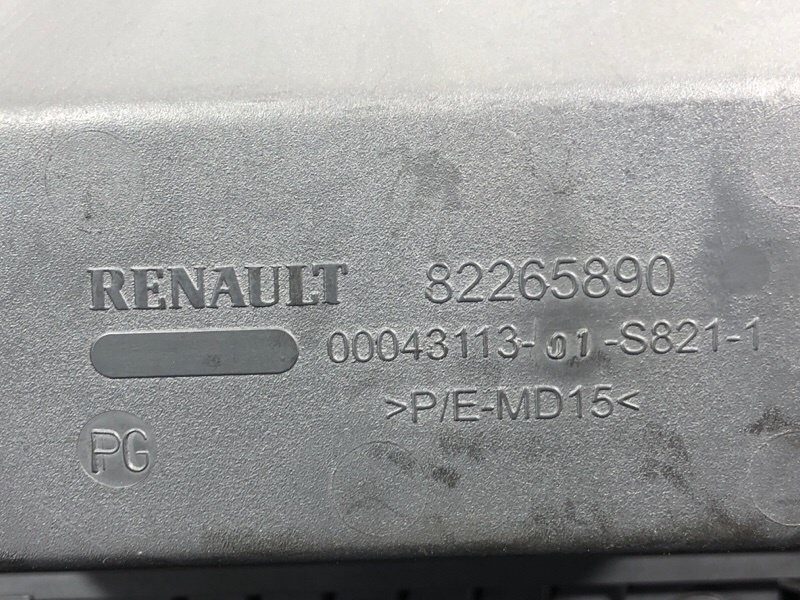 RENAULT 82265890
00043113-01-S821-1
>P/E-MD15<
PG